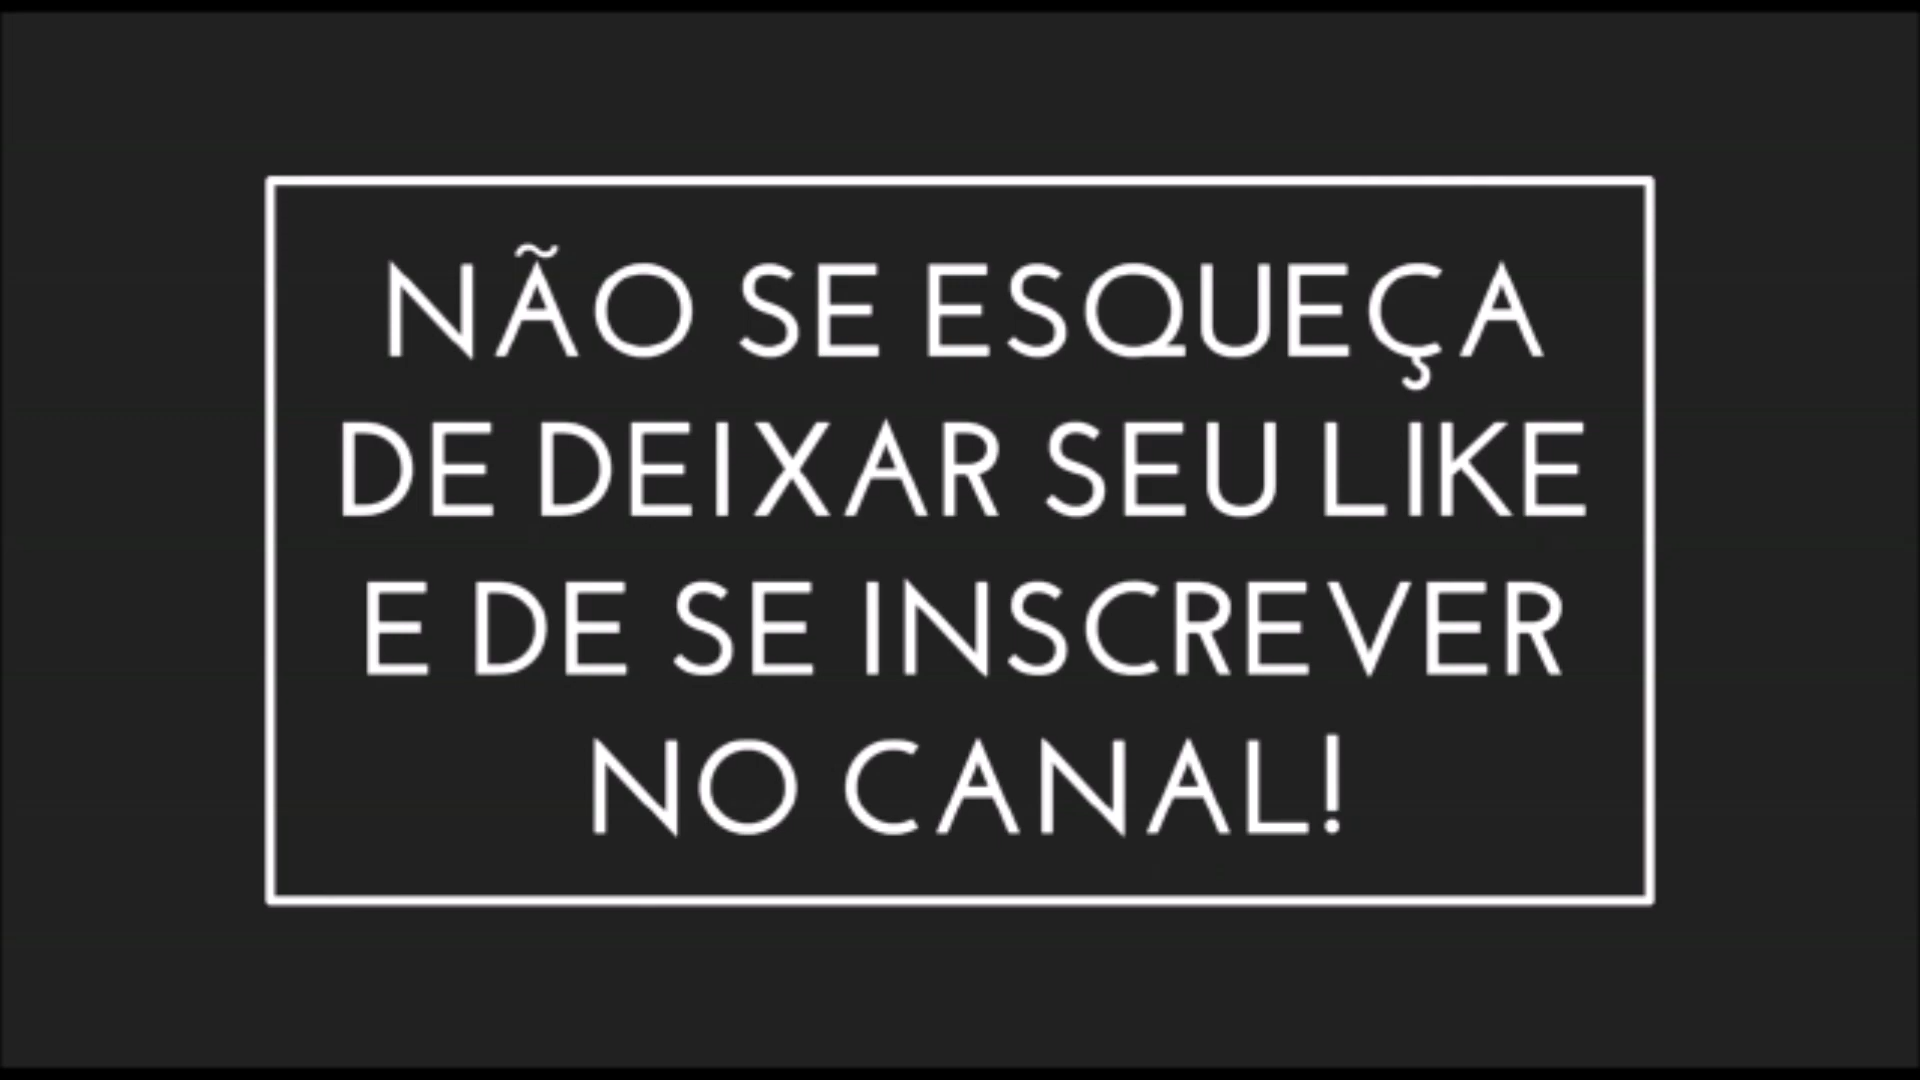 NÃO SE ESQUEÇA
DE DEIXAR SEU LIKE
E DE SE INSCREVER
NO CANAL!